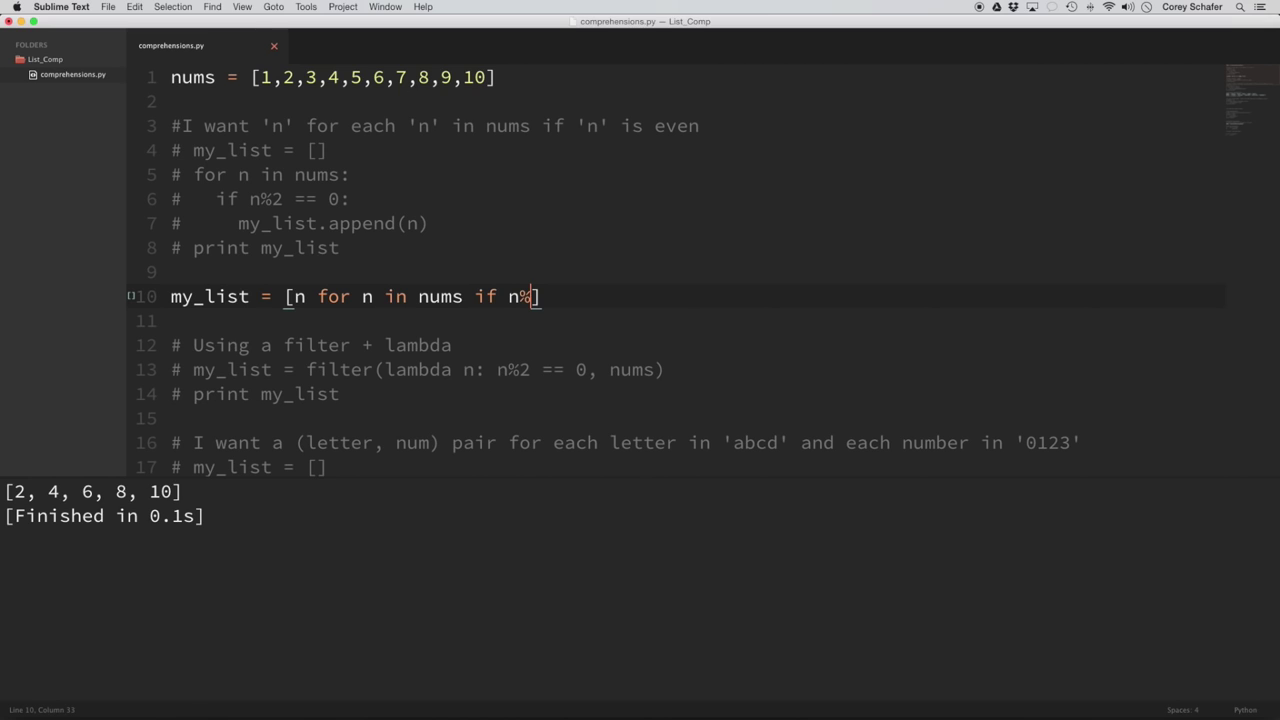 Sublime Text File Edit Selection Find View Goto Tools Project Window Help Corey Schafer
comprehensions.py — List_Comp
FOLDERS
List_Comp
comprehensions.py
comprehensions.py
1 nums = [1,2,3,4,5,6,7,8,9,10]
2
3 #I want 'n' for each 'n' in nums if 'n' is even
4 # my_list = []
5 # for n in nums:
6 #   if n%2 == 0:
7 #     my_list.append(n)
8 # print my_list
9
10 my_list = [n for n in nums if n%]
11
12 # Using a filter + lambda
13 # my_list = filter(lambda n: n%2 == 0, nums)
14 # print my_list
15
16 # I want a (letter, num) pair for each letter in 'abcd' and each number in '0123'
17 # my_list = []
[2, 4, 6, 8, 10]
[Finished in 0.1s]
Line 10, Column 33 Spaces: 4 Python